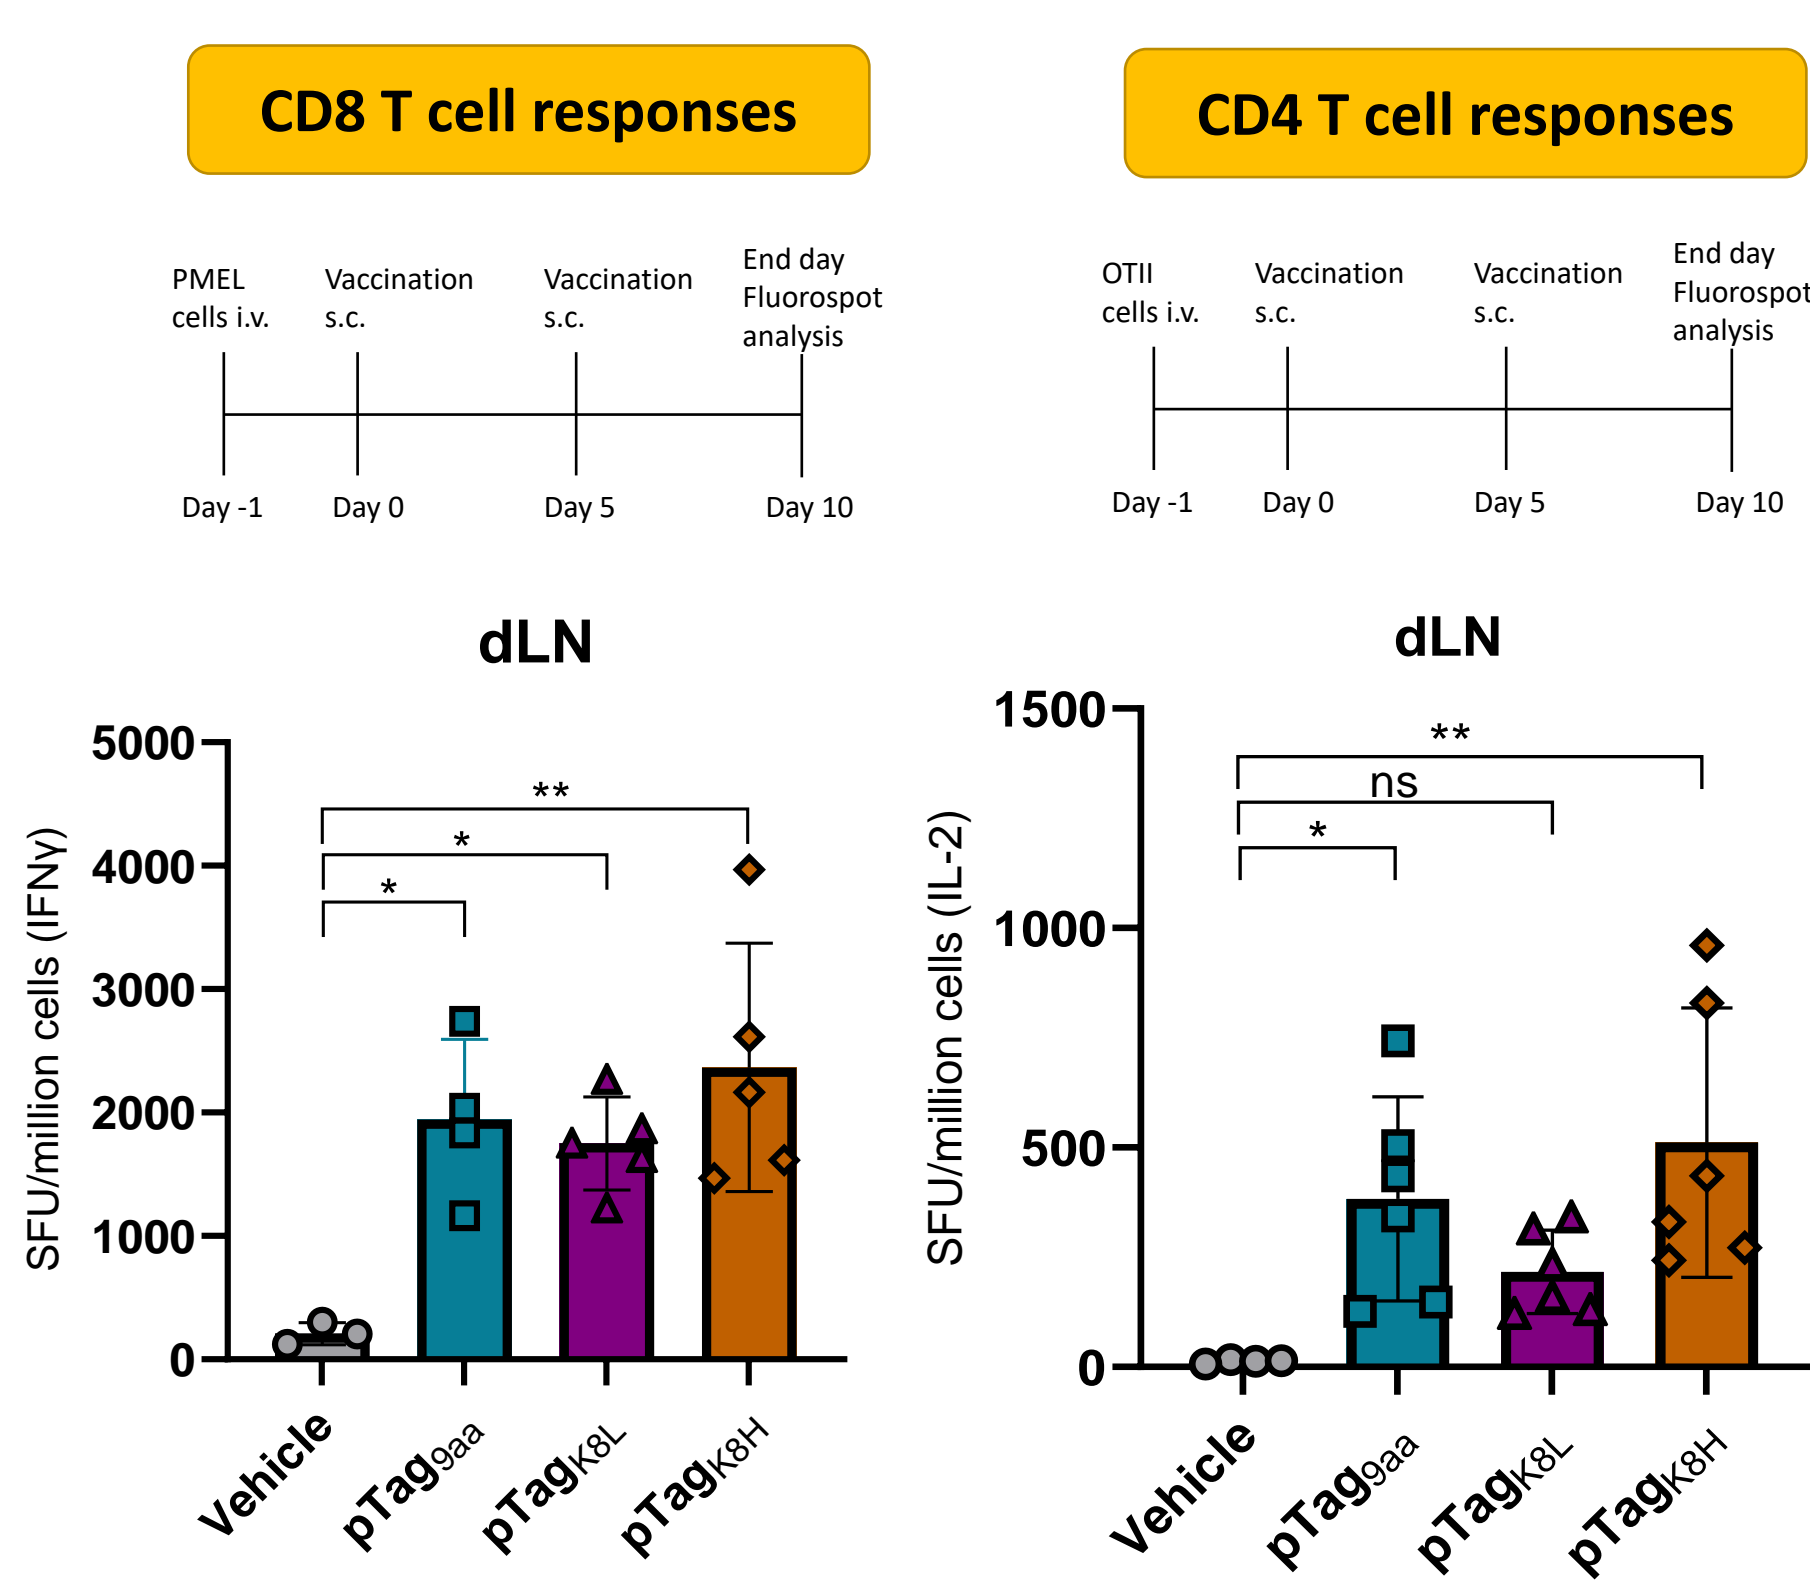 CD8 T cell responses
PMEL
cells i.v.
Vaccination
s.c.
Vaccination
s.c.
End day
Fluorospot
analysis
Day -1
Day 0
Day 5
Day 10
dLN
SFU/million cells (IFNγ)
5000
4000
3000
2000
1000
0
**
*
*
Vehicle
pTag9aa
pTagK8L
pTagK8H
CD4 T cell responses
OTII
cells i.v.
Vaccination
s.c.
Vaccination
s.c.
End day
Fluorospot
analysis
Day -1
Day 0
Day 5
Day 10
dLN
SFU/million cells (IL-2)
1500
1000
500
0
**
ns
*
Vehicle
pTag9aa
pTagK8L
pTagK8H